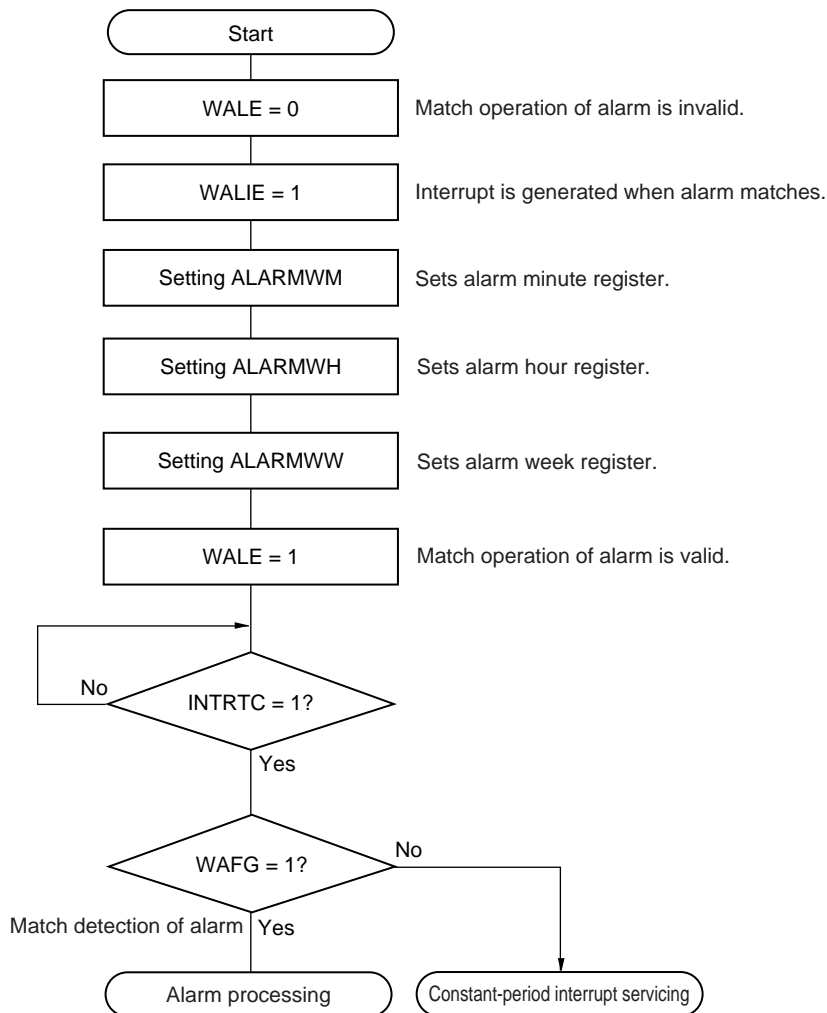 Start
WALE = 0
Match operation of alarm is invalid.
WALIE = 1
Interrupt is generated when alarm matches.
Setting ALARMWM
Sets alarm minute register.
Setting ALARMWH
Sets alarm hour register.
Setting ALARMWW
Sets alarm week register.
WALE = 1
Match operation of alarm is valid.
No
INTRTC = 1?
Yes
WAFG = 1?
No
Match detection of alarm
Yes
Alarm processing
Constant-period interrupt servicing